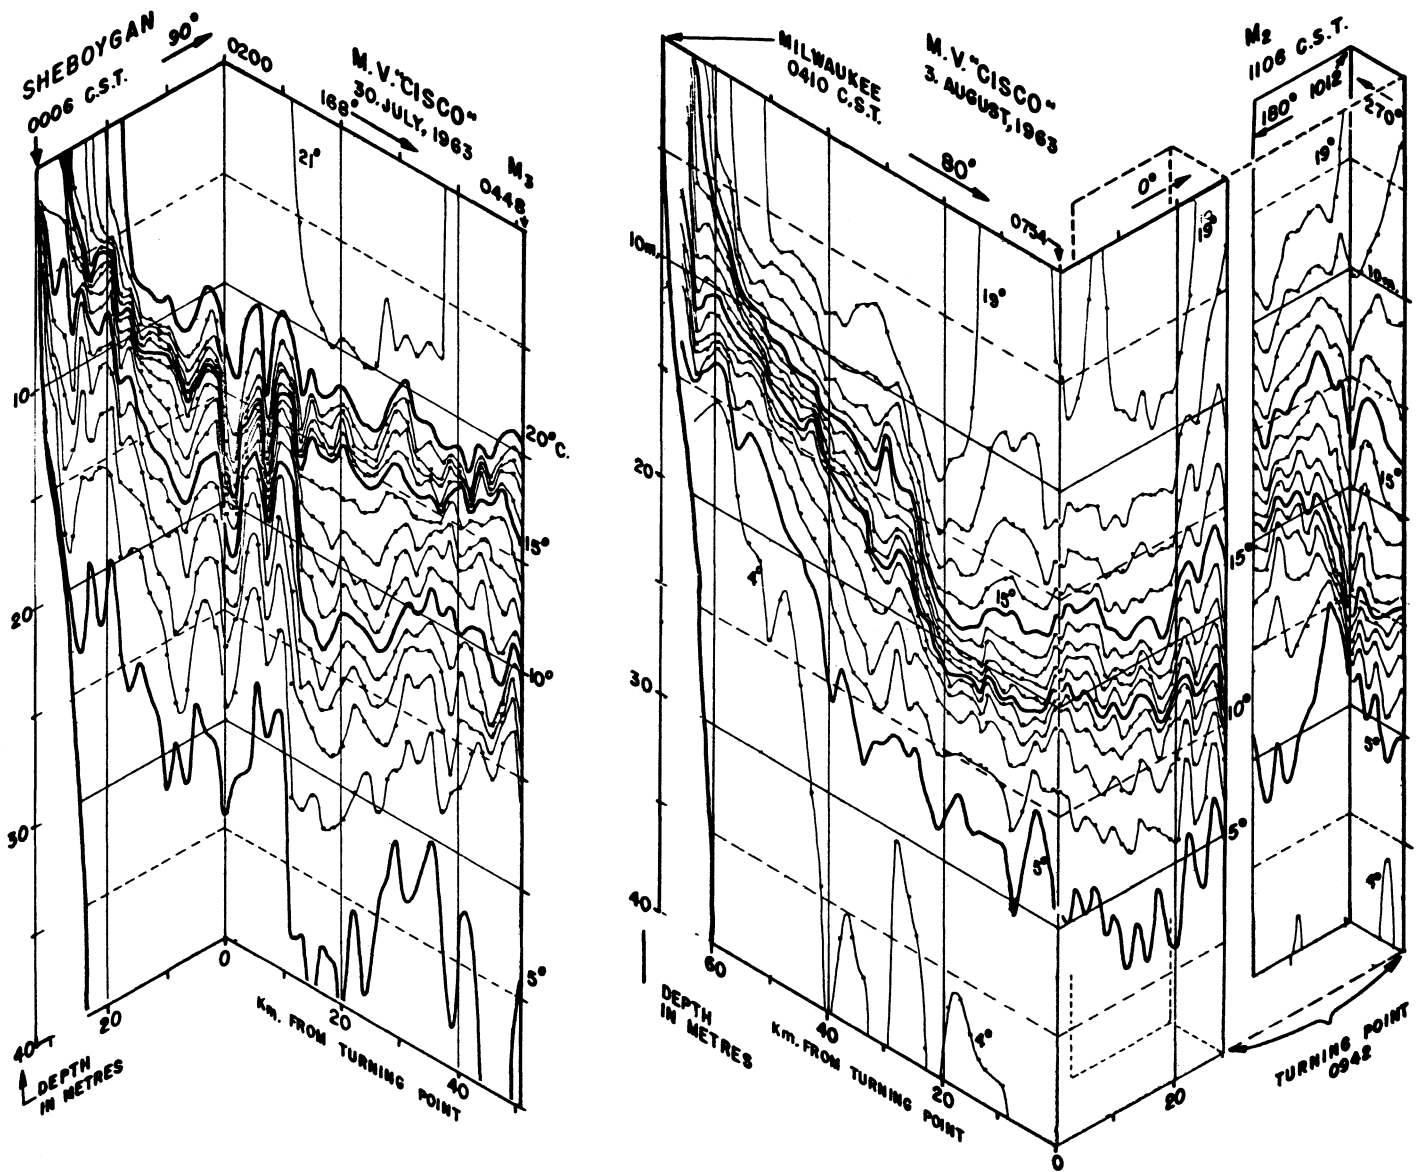 SHEBOYGAN
90°
0006 C.S.T.
0200
M.V. "CISCO"
30. JULY, 1963
168°
M3
0448
21°
10
20
30
40
20°C.
15°
10°
5°
DEPTH
IN METRES
20
0
20
40
Km. FROM TURNING POINT
MILWAUKEE
0410 C.S.T.
M.V. "CISCO"
3. AUGUST, 1963
80°
0754
0°
M2
1106 C.S.T.
180°
1012
270°
19°
19°
19°
10m.
10m.
20
30
40
15°
15°
15°
10°
5°
5°
5°
4°
4°
4°
DEPTH
IN METRES
60
40
20
0
20
Km. FROM TURNING POINT
TURNING POINT
0942